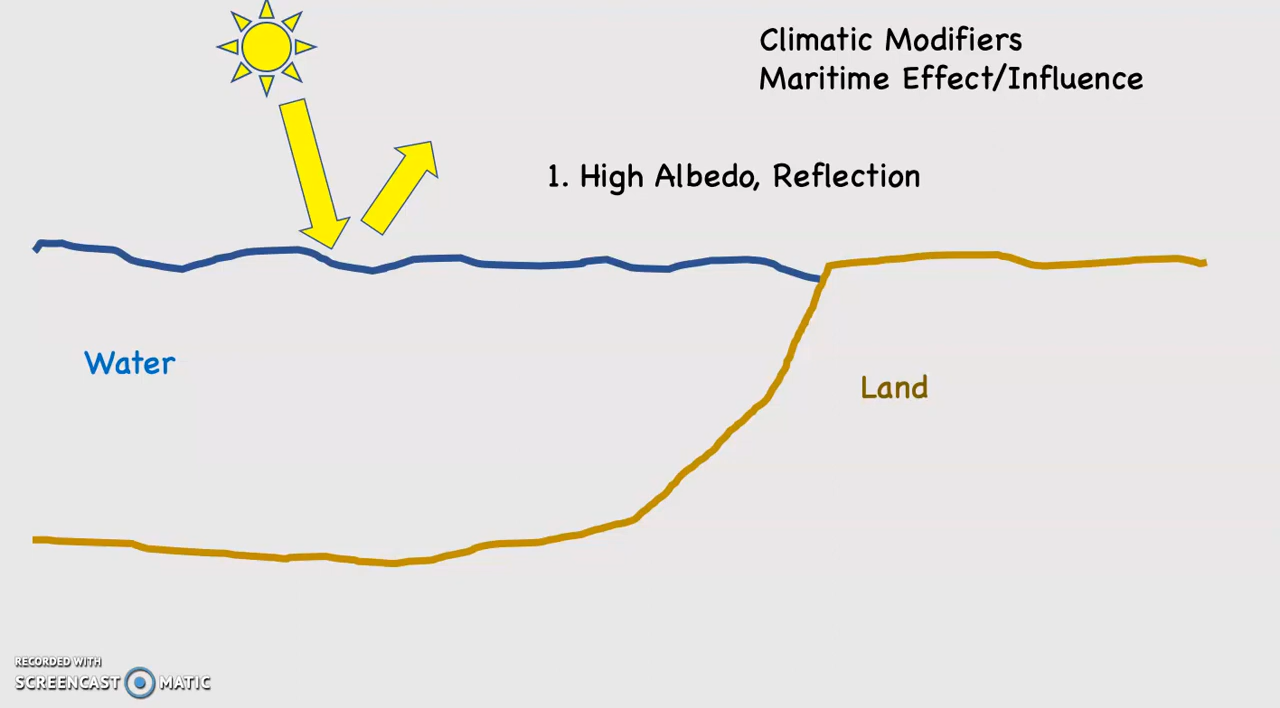 Climatic Modifiers
Maritime Effect/Influence
1. High Albedo, Reflection
Water
Land
RECORDED WITH
SCREENCAST MATIC